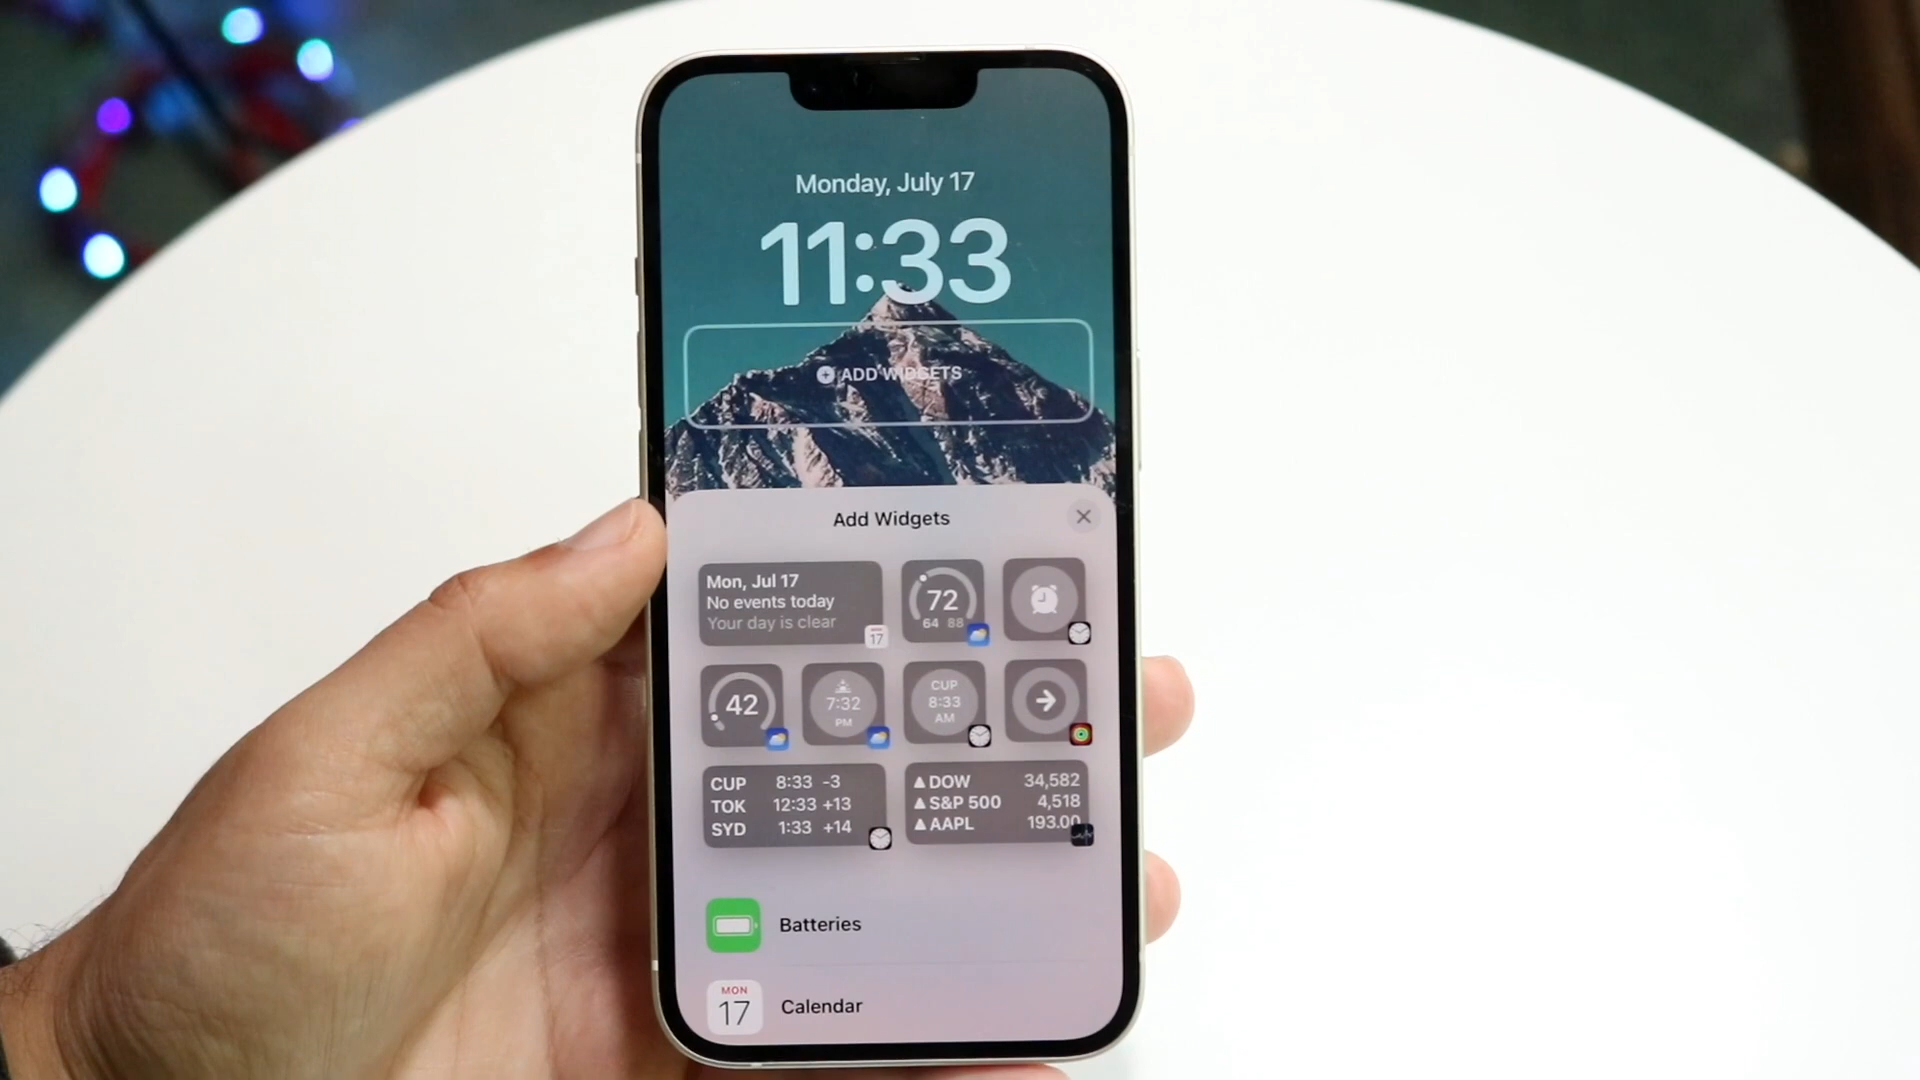 Monday, July 17
11:33
ADD WIDGETS
Add Widgets
Mon, Jul 17
No events today
Your day is clear
17
72
64 88
42
7:32
PM
CUP
8:33
AM
CUP 8:33 -3
TOK 12:33 +13
SYD 1:33 +14
▲ DOW 34,582
▲ S&P 500 4,518
▲ AAPL 193.00
Batteries
MON
17
Calendar